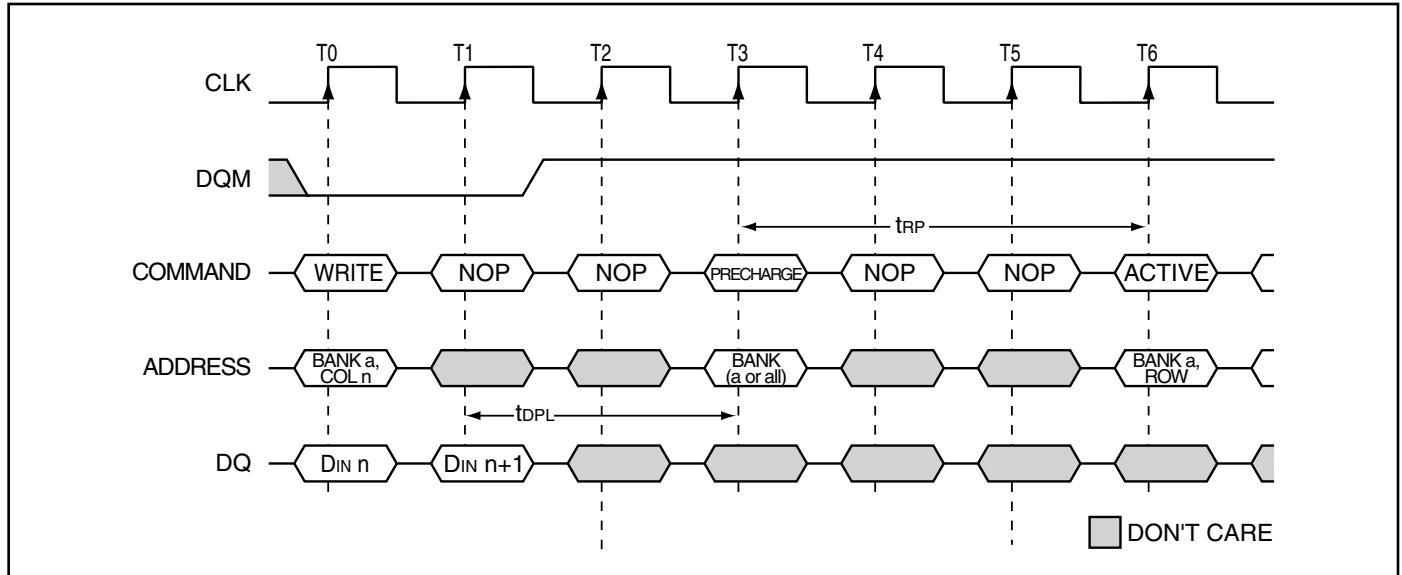 T0 T1 T2 T3 T4 T5 T6
CLK
DQM
tRP
COMMAND WRITE NOP NOP PRECHARGE NOP NOP ACTIVE
ADDRESS BANK a, COL n BANK (a or all) BANK a, ROW
tDPL
DQ DIN n DIN n+1
DON'T CARE